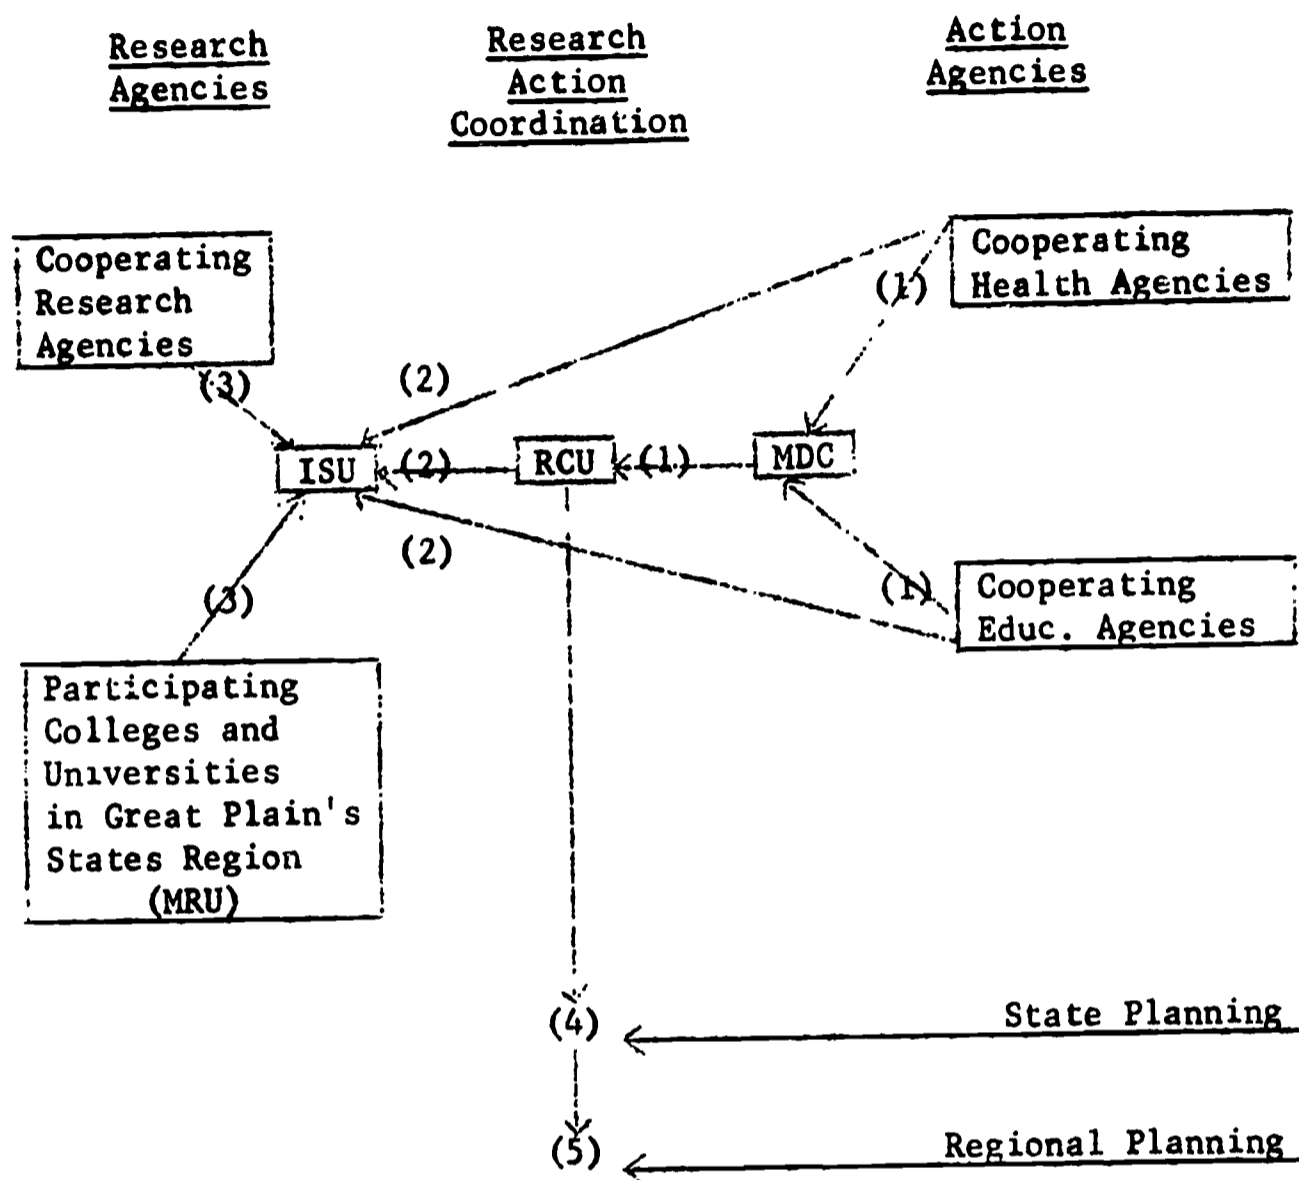 Research
Agencies
Research
Action
Coordination
Action
Agencies
Cooperating
Research
Agencies
Cooperating
Health Agencies
(1)
(3)
(2)
ISU
(2)
RCU
(1)
MDC
(2)
(3)
(1)
Cooperating
Educ. Agencies
Participating
Colleges and
Universities
in Great Plain's
States Region
(MRU)
(4)
State Planning
(5)
Regional Planning